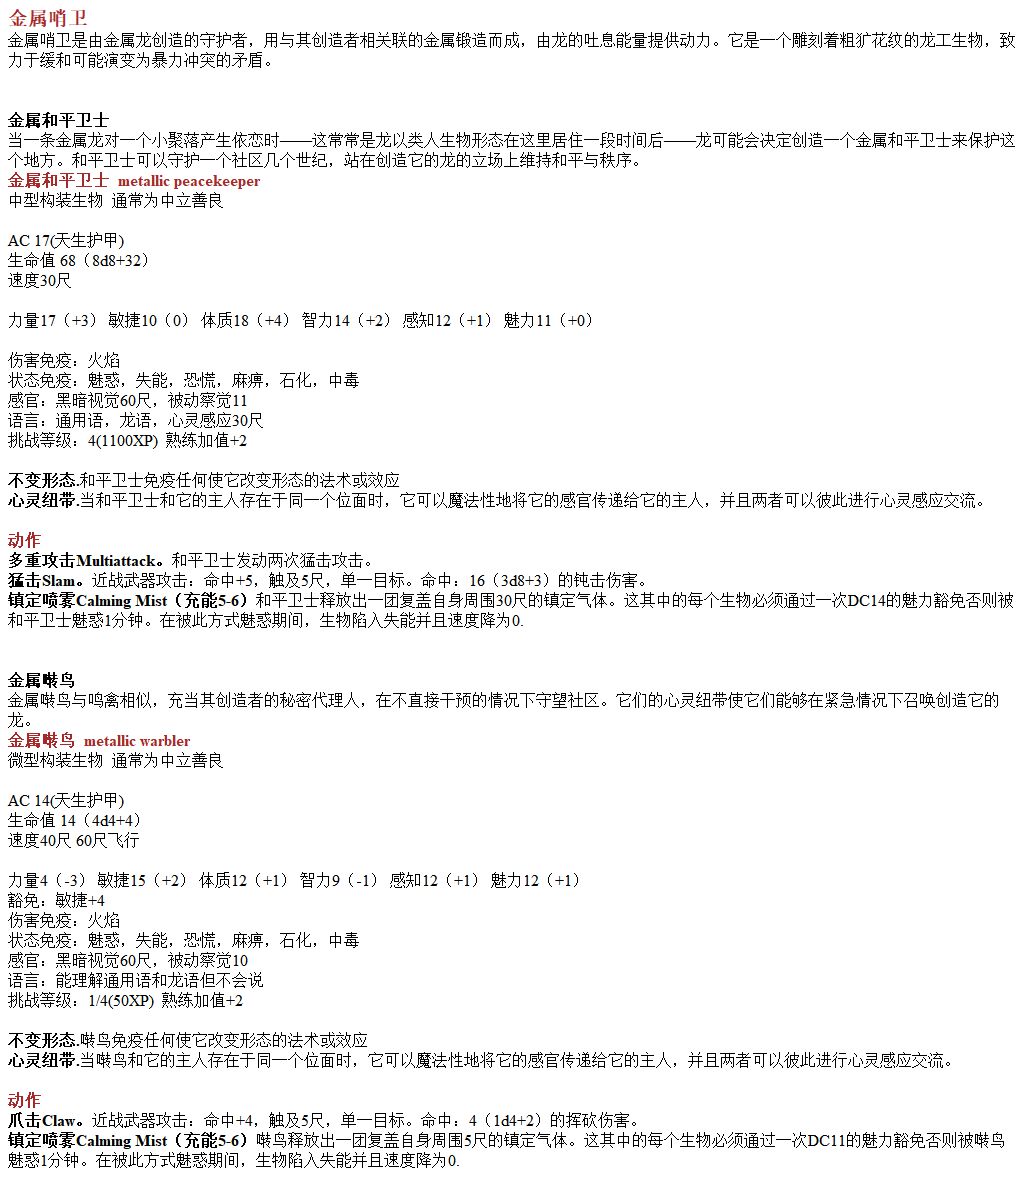 金属哨卫
金属哨卫是由金属龙创造的守护者，用与其创造者相关联的金属锻造而成，由龙的吐息能量提供动力。它是一个雕刻着粗犷花纹的龙工生物，致
力于缓和可能演变为暴力冲突的矛盾。
金属和平卫士
当一条金属龙对一个小聚落产生依恋时——这常常是龙以类人生物形态在这里居住一段时间后——龙可能会决定创造一个金属和平卫士来保护这
个地方。和平卫士可以守护一个社区几个世纪，站在创造它的龙的立场上维持和平与秩序。
金属和平卫士 metallic peacekeeper
中型构装生物 通常为中立善良
AC 17(天生护甲)
生命值 68（8d8+32）
速度30尺
力量17（+3） 敏捷10（0） 体质18（+4） 智力14（+2） 感知12（+1） 魅力11（+0）
伤害免疫：火焰
状态免疫：魅惑，失能，恐慌，麻痹，石化，中毒
感官：黑暗视觉60尺，被动察觉11
语言：通用语，龙语，心灵感应30尺
挑战等级：4(1100XP) 熟练加值+2
不变形态.和平卫士免疫任何使它改变形态的法术或效应
心灵纽带.当和平卫士和它的主人存在于同一个位面时，它可以魔法性地将它的感官传递给它的主人，并且两者可以彼此进行心灵感应交流。
动作
多重攻击Multiattack。和平卫士发动两次猛击攻击。
猛击Slam。近战武器攻击：命中+5，触及5尺，单一目标。命中：16（3d8+3）的钝击伤害。
镇定喷雾Calming Mist（充能5-6）和平卫士释放出一团复盖自身周围30尺的镇定气体。这其中的每个生物必须通过一次DC14的魅力豁免否则被
和平卫士魅惑1分钟。在被此方式魅惑期间，生物陷入失能并且速度降为0.
金属啭鸟
金属啭鸟与鸣禽相似，充当其创造者的秘密代理人，在不直接干预的情况下守望社区。它们的心灵纽带使它们能够在紧急情况下召唤创造它的
龙。
金属啭鸟 metallic warbler
微型构装生物 通常为中立善良
AC 14(天生护甲)
生命值 14（4d4+4）
速度40尺 60尺飞行
力量4（-3） 敏捷15（+2） 体质12（+1） 智力9（-1） 感知12（+1） 魅力12（+1）
豁免：敏捷+4
伤害免疫：火焰
状态免疫：魅惑，失能，恐慌，麻痹，石化，中毒
感官：黑暗视觉60尺，被动察觉10
语言：能理解通用语和龙语但不会说
挑战等级：1/4(50XP) 熟练加值+2
不变形态.啭鸟免疫任何使它改变形态的法术或效应
心灵纽带.当啭鸟和它的主人存在于同一个位面时，它可以魔法性地将它的感官传递给它的主人，并且两者可以彼此进行心灵感应交流。
动作
爪击Claw。近战武器攻击：命中+4，触及5尺，单一目标。命中：4（1d4+2）的挥砍伤害。
镇定喷雾Calming Mist（充能5-6）啭鸟释放出一团复盖自身周围5尺的镇定气体。这其中的每个生物必须通过一次DC11的魅力豁免否则被啭鸟
魅惑1分钟。在被此方式魅惑期间，生物陷入失能并且速度降为0.